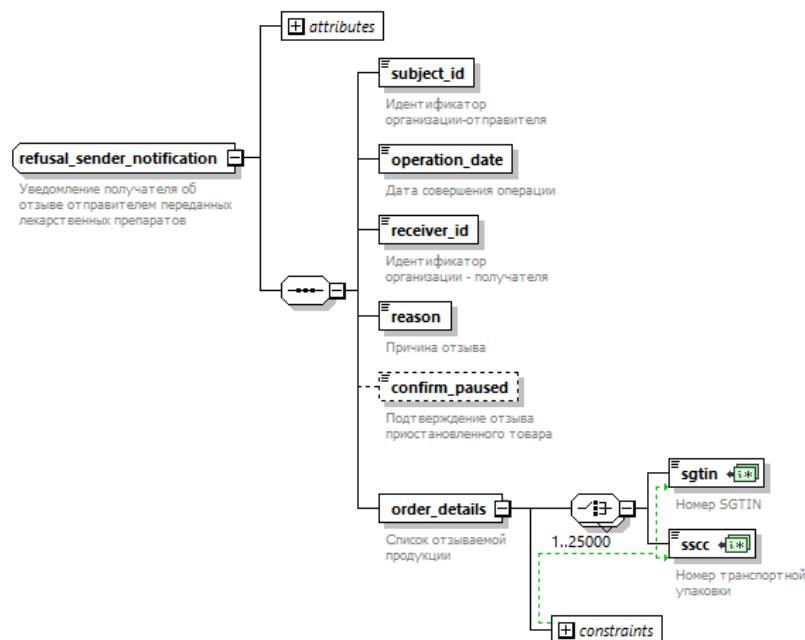 attributes
subject_id
Идентификатор
организации-отправителя
refusal_sender_notification
Уведомление получателя об
отзыве отправителем переданных
лекарственных препаратов
operation_date
Дата совершения операции
receiver_id
Идентификатор
организации - получателя
reason
Причина отзыва
confirm_paused
Подтверждение отзыва
приостановленного товара
order_details
Список отзываемой
продукции
1..25000
sgtin
Номер SGTIN
sscc
Номер транспортной
упаковки
constraints